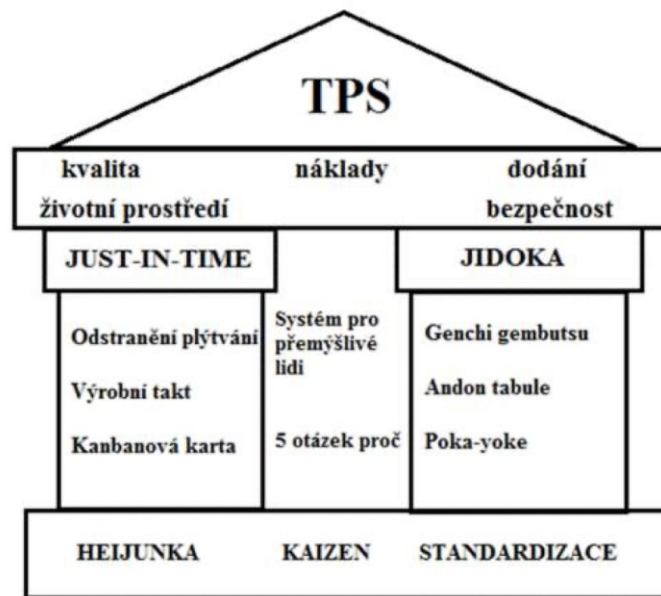 TPS
kvalita náklady dodání
životní prostředí bezpečnost
JUST-IN-TIME
JIDOKA
Odstranění plýtvání
Výrobní takt
Kanbanová karta
Systém pro
přemýšlivé
lidi
5 otázek proč
Genchi gembutsu
Andon tabule
Poka-yoke
HEIJUNKA KAIZEN STANDARDIZACE